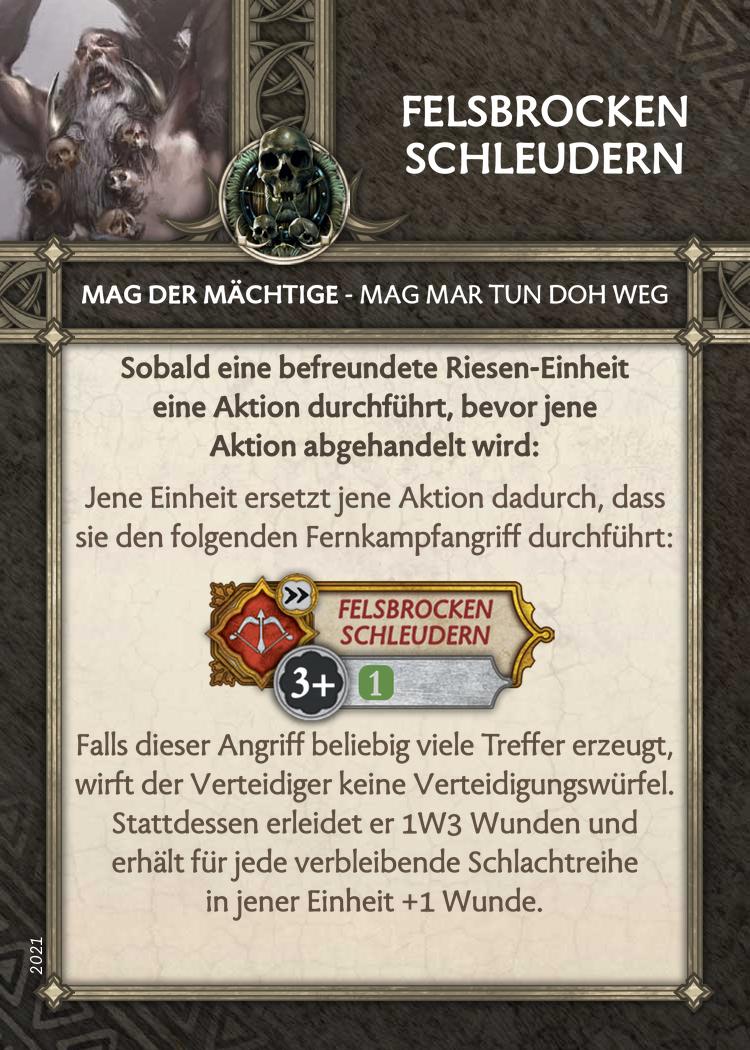 FELSBROCKEN
SCHLEUDERN
MAG DER MÄCHTIGE - MAG MAR TUN DOH WEG
Sobald eine befreundete Riesen-Einheit
eine Aktion durchführt, bevor jene
Aktion abgehandelt wird:
Jene Einheit ersetzt jene Aktion dadurch, dass
sie den folgenden Fernkampfangriff durchführt:
FELSBROCKEN
SCHLEUDERN
3+ 1
Falls dieser Angriff beliebig viele Treffer erzeugt,
wirft der Verteidiger keine Verteidigungswürfel.
Stattdessen erleidet er 1W3 Wunden und
erhält für jede verbleibende Schlachtreihe
in jener Einheit +1 Wunde.
2021